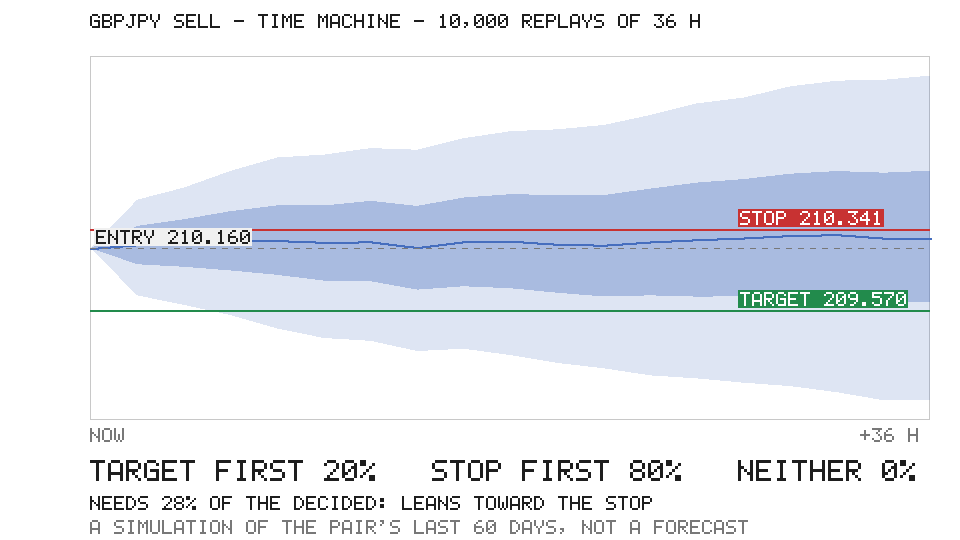 GBPJPY SELL – TIME MACHINE – 10,000 REPLAYS OF 36 H
STOP 210.341
ENTRY 210.160
TARGET 209.570
NOW +36 H
TARGET FIRST 20% STOP FIRST 80% NEITHER 0%
NEEDS 28% OF THE DECIDED: LEANS TOWARD THE STOP
A SIMULATION OF THE PAIR'S LAST 60 DAYS, NOT A FORECAST